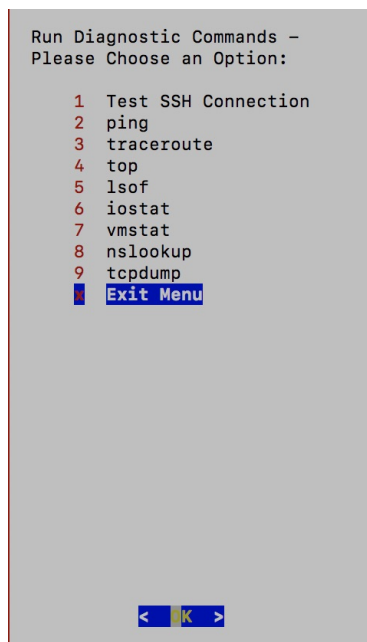 Run Diagnostic Commands –
Please Choose an Option:
1 Test SSH Connection
2 ping
3 traceroute
4 top
5 lsof
6 iostat
7 vmstat
8 nslookup
9 tcpdump
x Exit Menu
< OK >